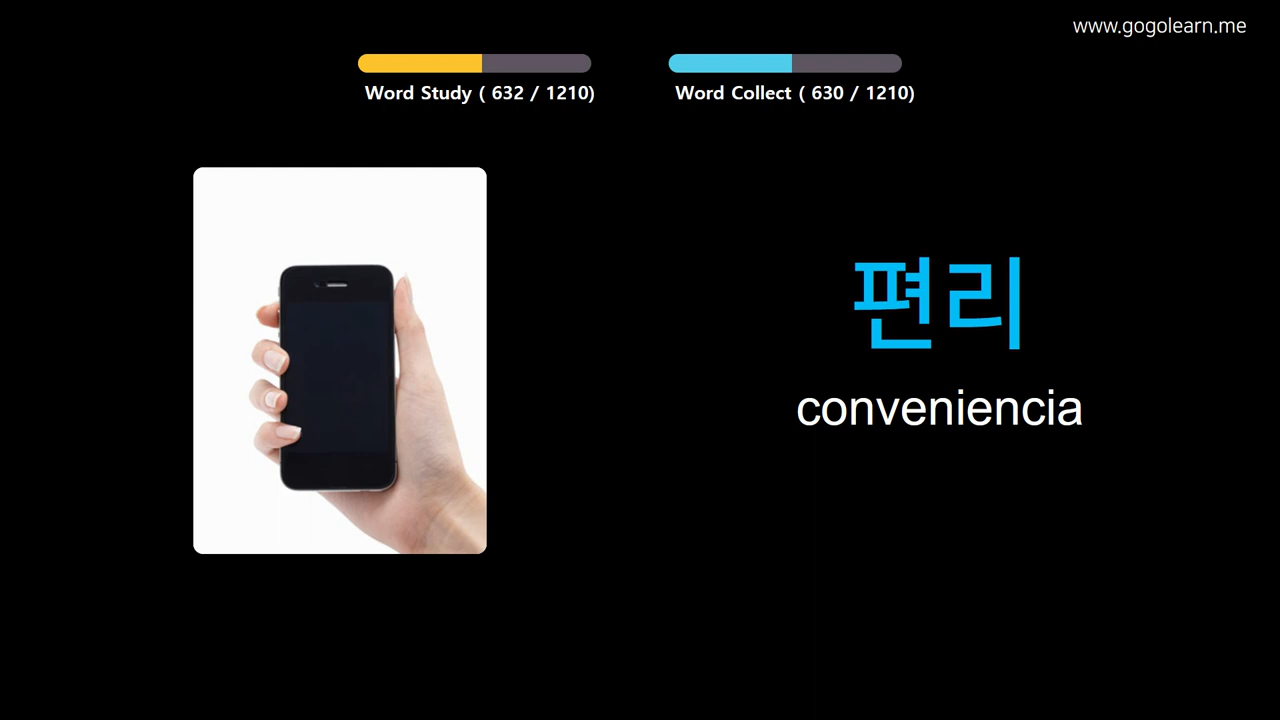 www.gogolearn.me
Word Study ( 632 / 1210)
Word Collect ( 630 / 1210)
편리
conveniencia